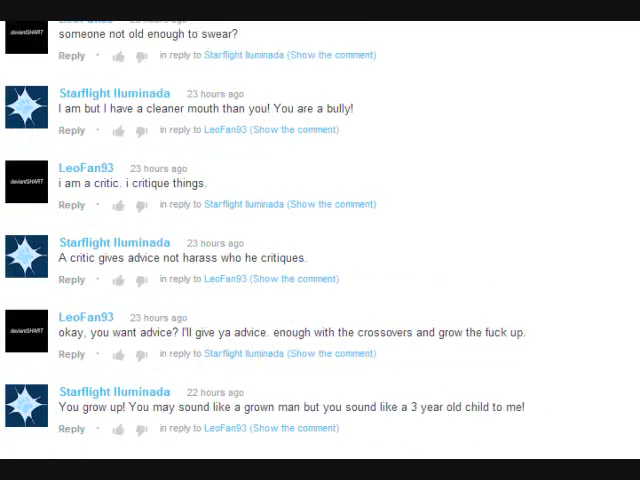 LeoFan93 23 hours ago
deviantSHART someone not old enough to swear?
Reply · in reply to Starflight Iluminada (Show the comment)
Starflight Iluminada 23 hours ago
I am but I have a cleaner mouth than you! You are a bully!
Reply · in reply to LeoFan93 (Show the comment)
LeoFan93 23 hours ago
deviantSHART i am a critic. i critique things.
Reply · in reply to Starflight Iluminada (Show the comment)
Starflight Iluminada 23 hours ago
A critic gives advice not harass who he critiques.
Reply · in reply to LeoFan93 (Show the comment)
LeoFan93 23 hours ago
deviantSHART okay, you want advice? I'll give ya advice. enough with the crossovers and grow the fuck up.
Reply · in reply to Starflight Iluminada (Show the comment)
Starflight Iluminada 22 hours ago
You grow up! You may sound like a grown man but you sound like a 3 year old child to me!
Reply · in reply to LeoFan93 (Show the comment)